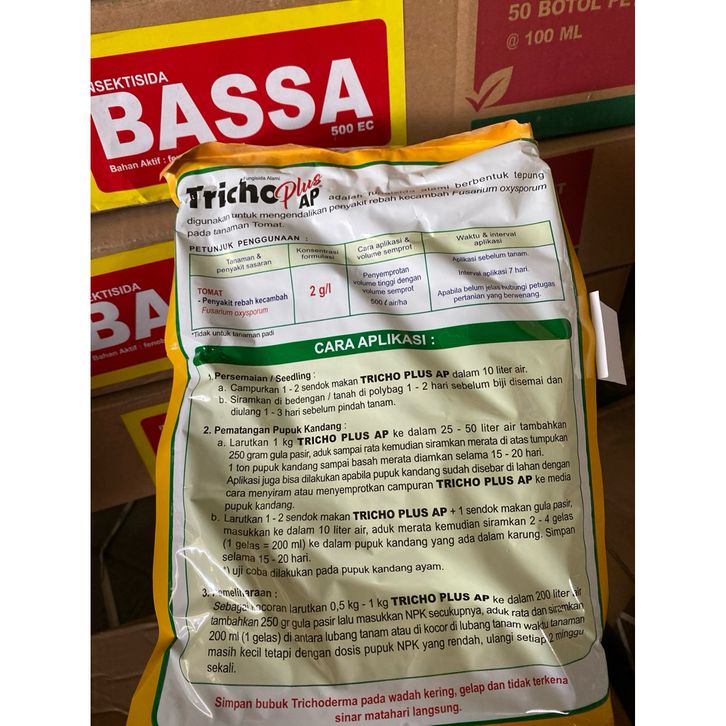 INSEKTISIDA
BASSA
500 EC
Bahan Aktif : fe
50 BOTOL PE
@ 100 ML
EKTISIDA
BASS
Bahan Aktif : fenob
Fungisida Alami
Tricho Plus AP adalah fungisida alami berbentuk tepung
digunakan untuk mengendalikan penyakit rebah kecambah Fusarium oxysporum
pada tanaman Tomat.
PETUNJUK PENGGUNAAN :
Tanaman & penyakit sasaran
Konsentrasi formulasi
Cara aplikasi & volume semprot
Waktu & interval aplikasi
TOMAT
- Penyakit rebah kecambah
Fusarium oxysporum
2 g/l
Penyemprotan
volume tinggi dengan
volume semprot
500 ℓ air/ha
Aplikasi sebelum tanam.
Interval aplikasi 7 hari.
Apabila belum jelas hubungi petugas
pertanian yang berwenang.
*Tidak untuk tanaman padi
CARA APLIKASI :
1. Persemaian / Seedling :
a. Campurkan 1 - 2 sendok makan TRICHO PLUS AP dalam 10 liter air.
b. Siramkan di bedengan / tanah di polybag 1 - 2 hari sebelum biji disemai dan
diulang 1 - 3 hari sebelum pindah tanam.
2. Pematangan Pupuk Kandang :
a. Larutkan 1 kg TRICHO PLUS AP ke dalam 25 - 50 liter air tambahkan
250 gram gula pasir, aduk sampai rata kemudian siramkan merata di atas tumpukan
1 ton pupuk kandang sampai basah merata diamkan selama 15 - 20 hari.
Aplikasi juga bisa dilakukan apabila pupuk kandang sudah disebar di lahan dengan
cara menyiram atau menyemprotkan campuran TRICHO PLUS AP ke media
pupuk kandang.
b. Larutkan 1 - 2 sendok makan TRICHO PLUS AP + 1 sendok makan gula pasir,
masukkan ke dalam 10 liter air, aduk merata kemudian siramkan 2 - 4 gelas
(1 gelas = 200 ml) ke dalam pupuk kandang yang ada dalam karung. Simpan
selama 15 - 20 hari.
*) uji coba dilakukan pada pupuk kandang ayam.
3. Pemeliharaan :
Sebagai kocoran larutkan 0,5 kg - 1 kg TRICHO PLUS AP ke dalam 200 liter air
tambahkan 250 gr gula pasir lalu masukkan NPK secukupnya, aduk rata dan siramkan
200 ml (1 gelas) di antara lubang tanam atau di kocor di lubang tanam waktu tanaman
masih kecil tetapi dengan dosis pupuk NPK yang rendah, ulangi setiap 2 minggu
sekali.
Simpan bubuk Trichoderma pada wadah kering, gelap dan tidak terkena
sinar matahari langsung.